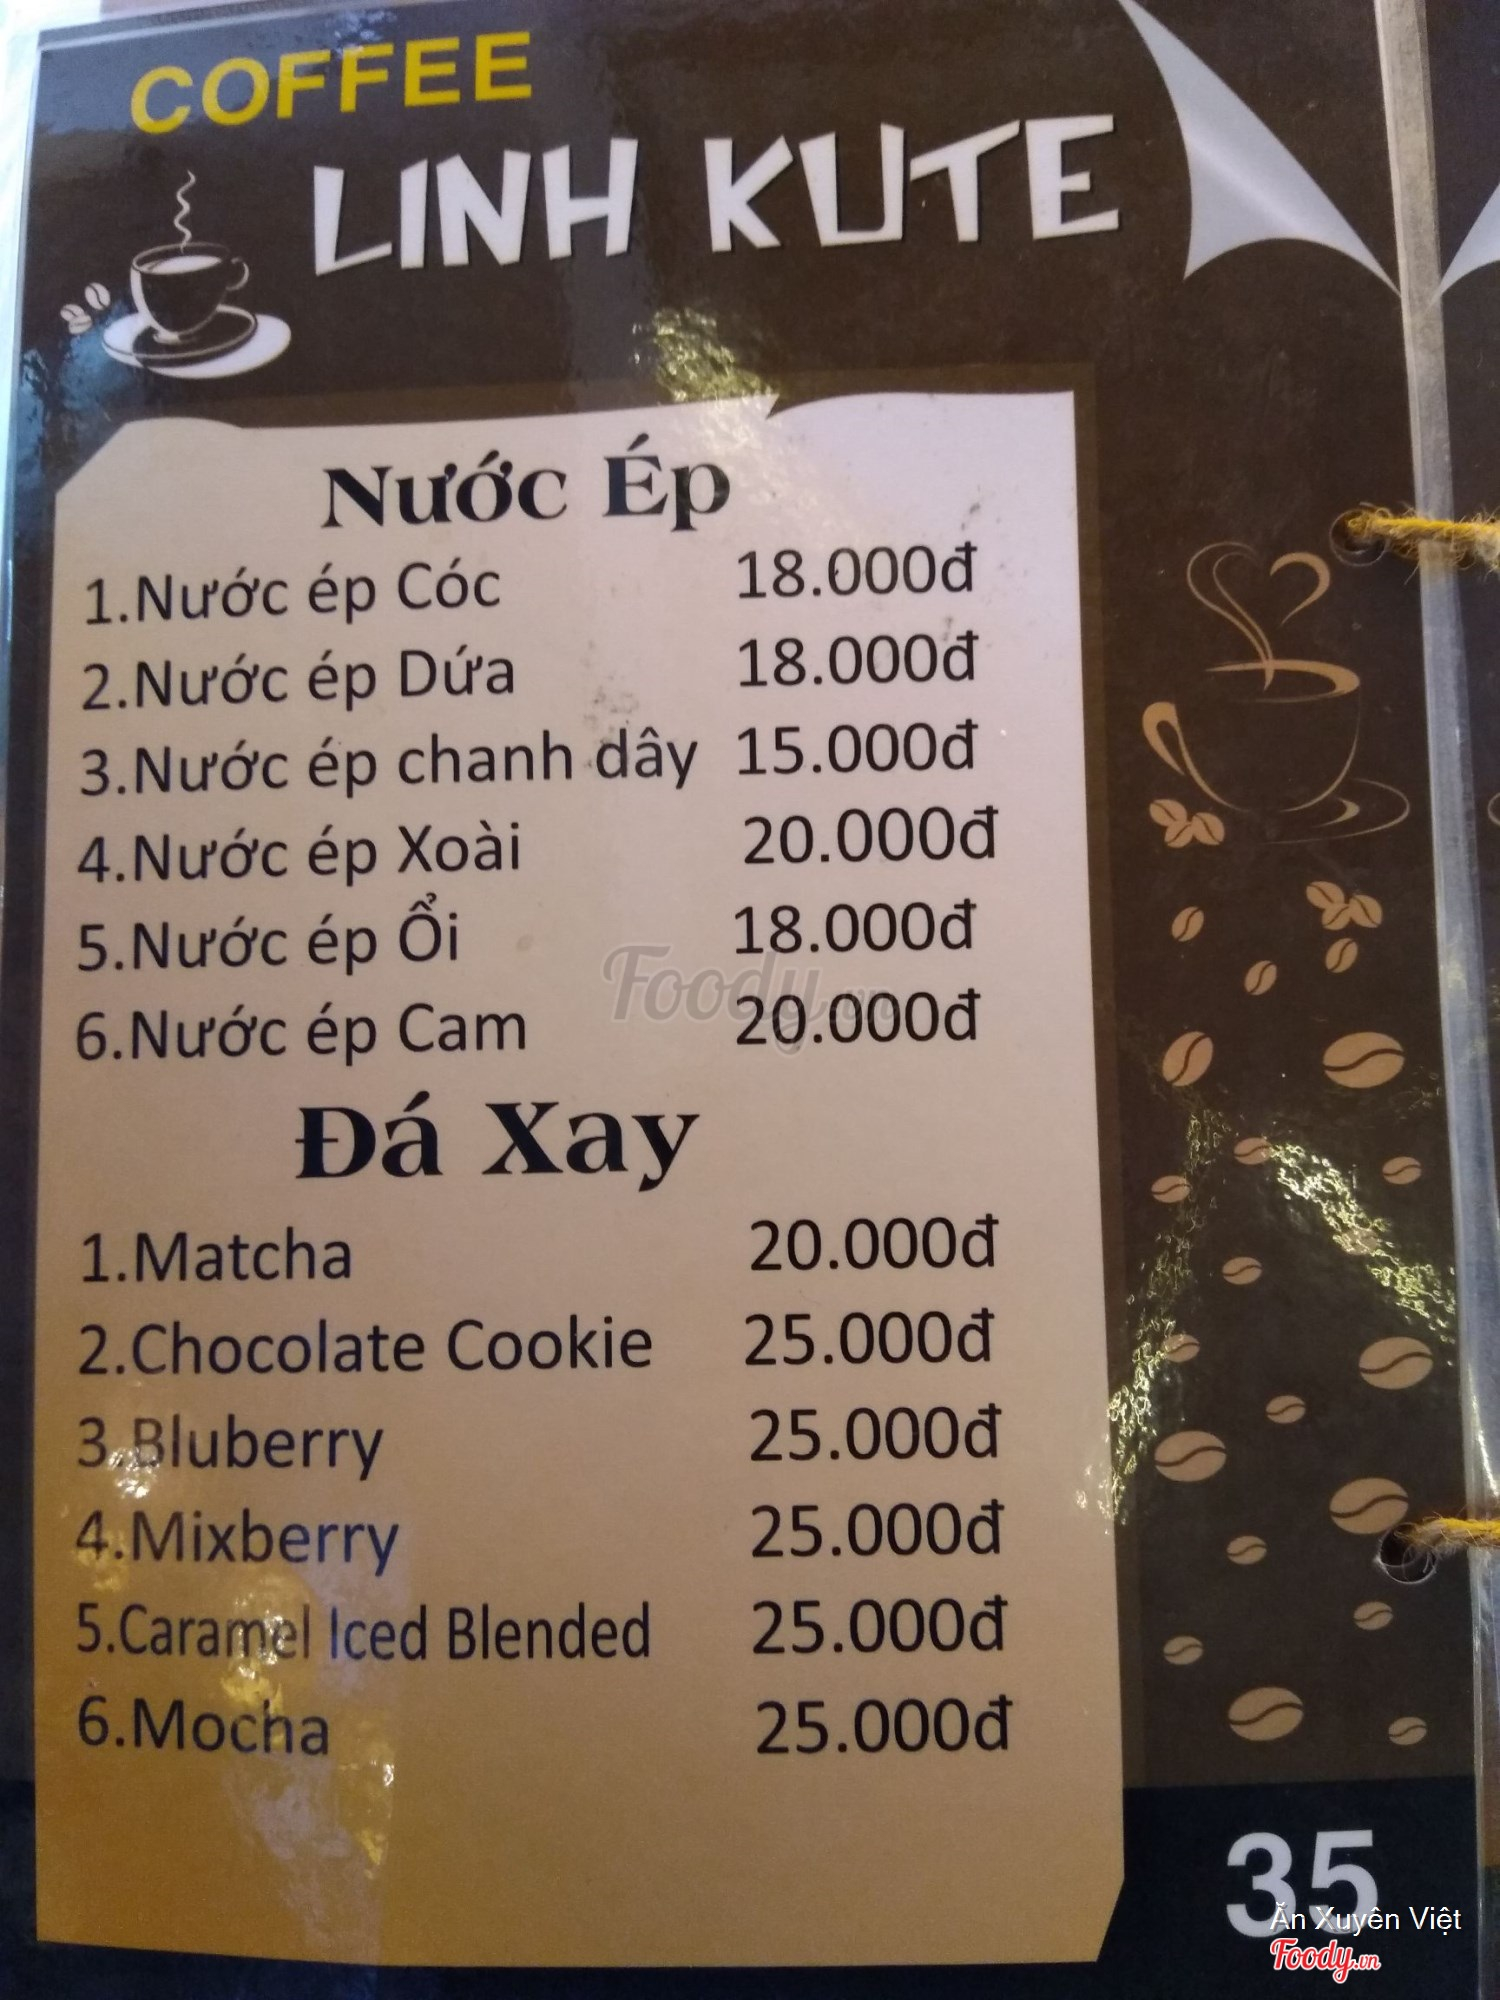 COFFEE
LINH KUTE
Nước Ép
1.Nước ép Cóc 18.000đ
2.Nước ép Dứa 18.000đ
3.Nước ép chanh dây 15.000đ
4.Nước ép Xoài 20.000đ
5.Nước ép Ổi 18.000đ
Foody.vn
6.Nước ép Cam 20.000đ
Đá Xay
1.Matcha 20.000đ
2.Chocolate Cookie 25.000đ
3.Bluberry 25.000đ
4.Mixberry 25.000đ
5.Caramel Iced Blended 25.000đ
6.Mocha 25.000đ
35
Ăn Xuyên Việt
Foody.vn